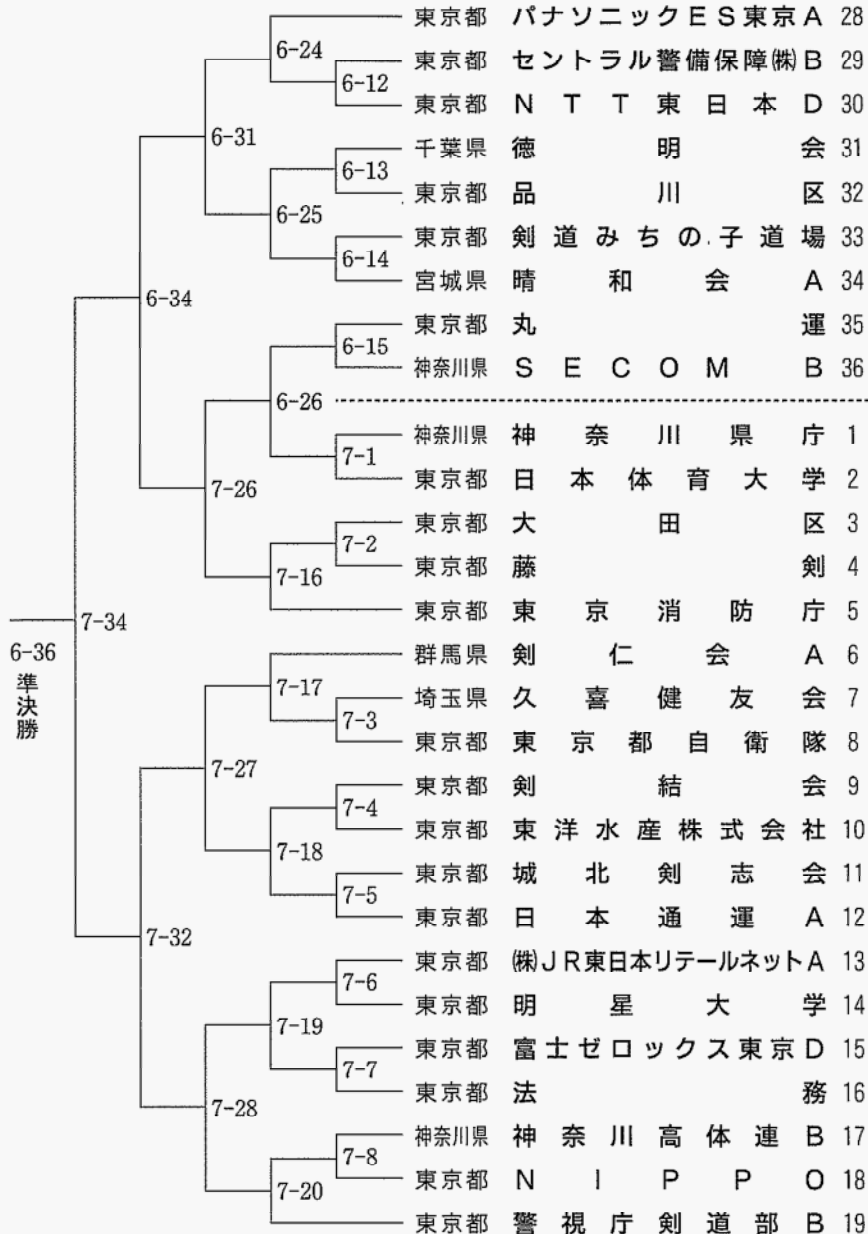 東京都 パナソニックES東京A 28
6-24
東京都 セントラル警備保障㈱B 29
6-12
東京都 NTT東日本D 30
6-31
千葉県 徳明会 31
6-13
東京都 品川区 32
6-25
東京都 剣道みちの子道場 33
6-14
宮城県 晴和会A 34
6-34
東京都 丸運 35
6-15
神奈川県 SECOM B 36
6-26
神奈川県 神奈川県庁 1
7-1
東京都 日本体育大学 2
7-26
東京都 大田区 3
7-2
東京都 藤剣 4
7-16
東京都 東京消防庁 5
7-34
6-36
準決勝
群馬県 剣仁会A 6
7-17
埼玉県 久喜健友会 7
7-3
東京都 東京都自衛隊 8
7-27
東京都 剣結会 9
7-4
東京都 東洋水産株式会社 10
7-18
東京都 城北剣志会 11
7-5
東京都 日本通運A 12
7-32
東京都 ㈱JR東日本リテールネットA 13
7-6
東京都 明星大学 14
7-19
東京都 富士ゼロックス東京D 15
7-7
東京都 法務 16
7-28
神奈川県 神奈川高体連B 17
7-8
東京都 NIPPO 18
7-20
東京都 警視庁剣道部B 19